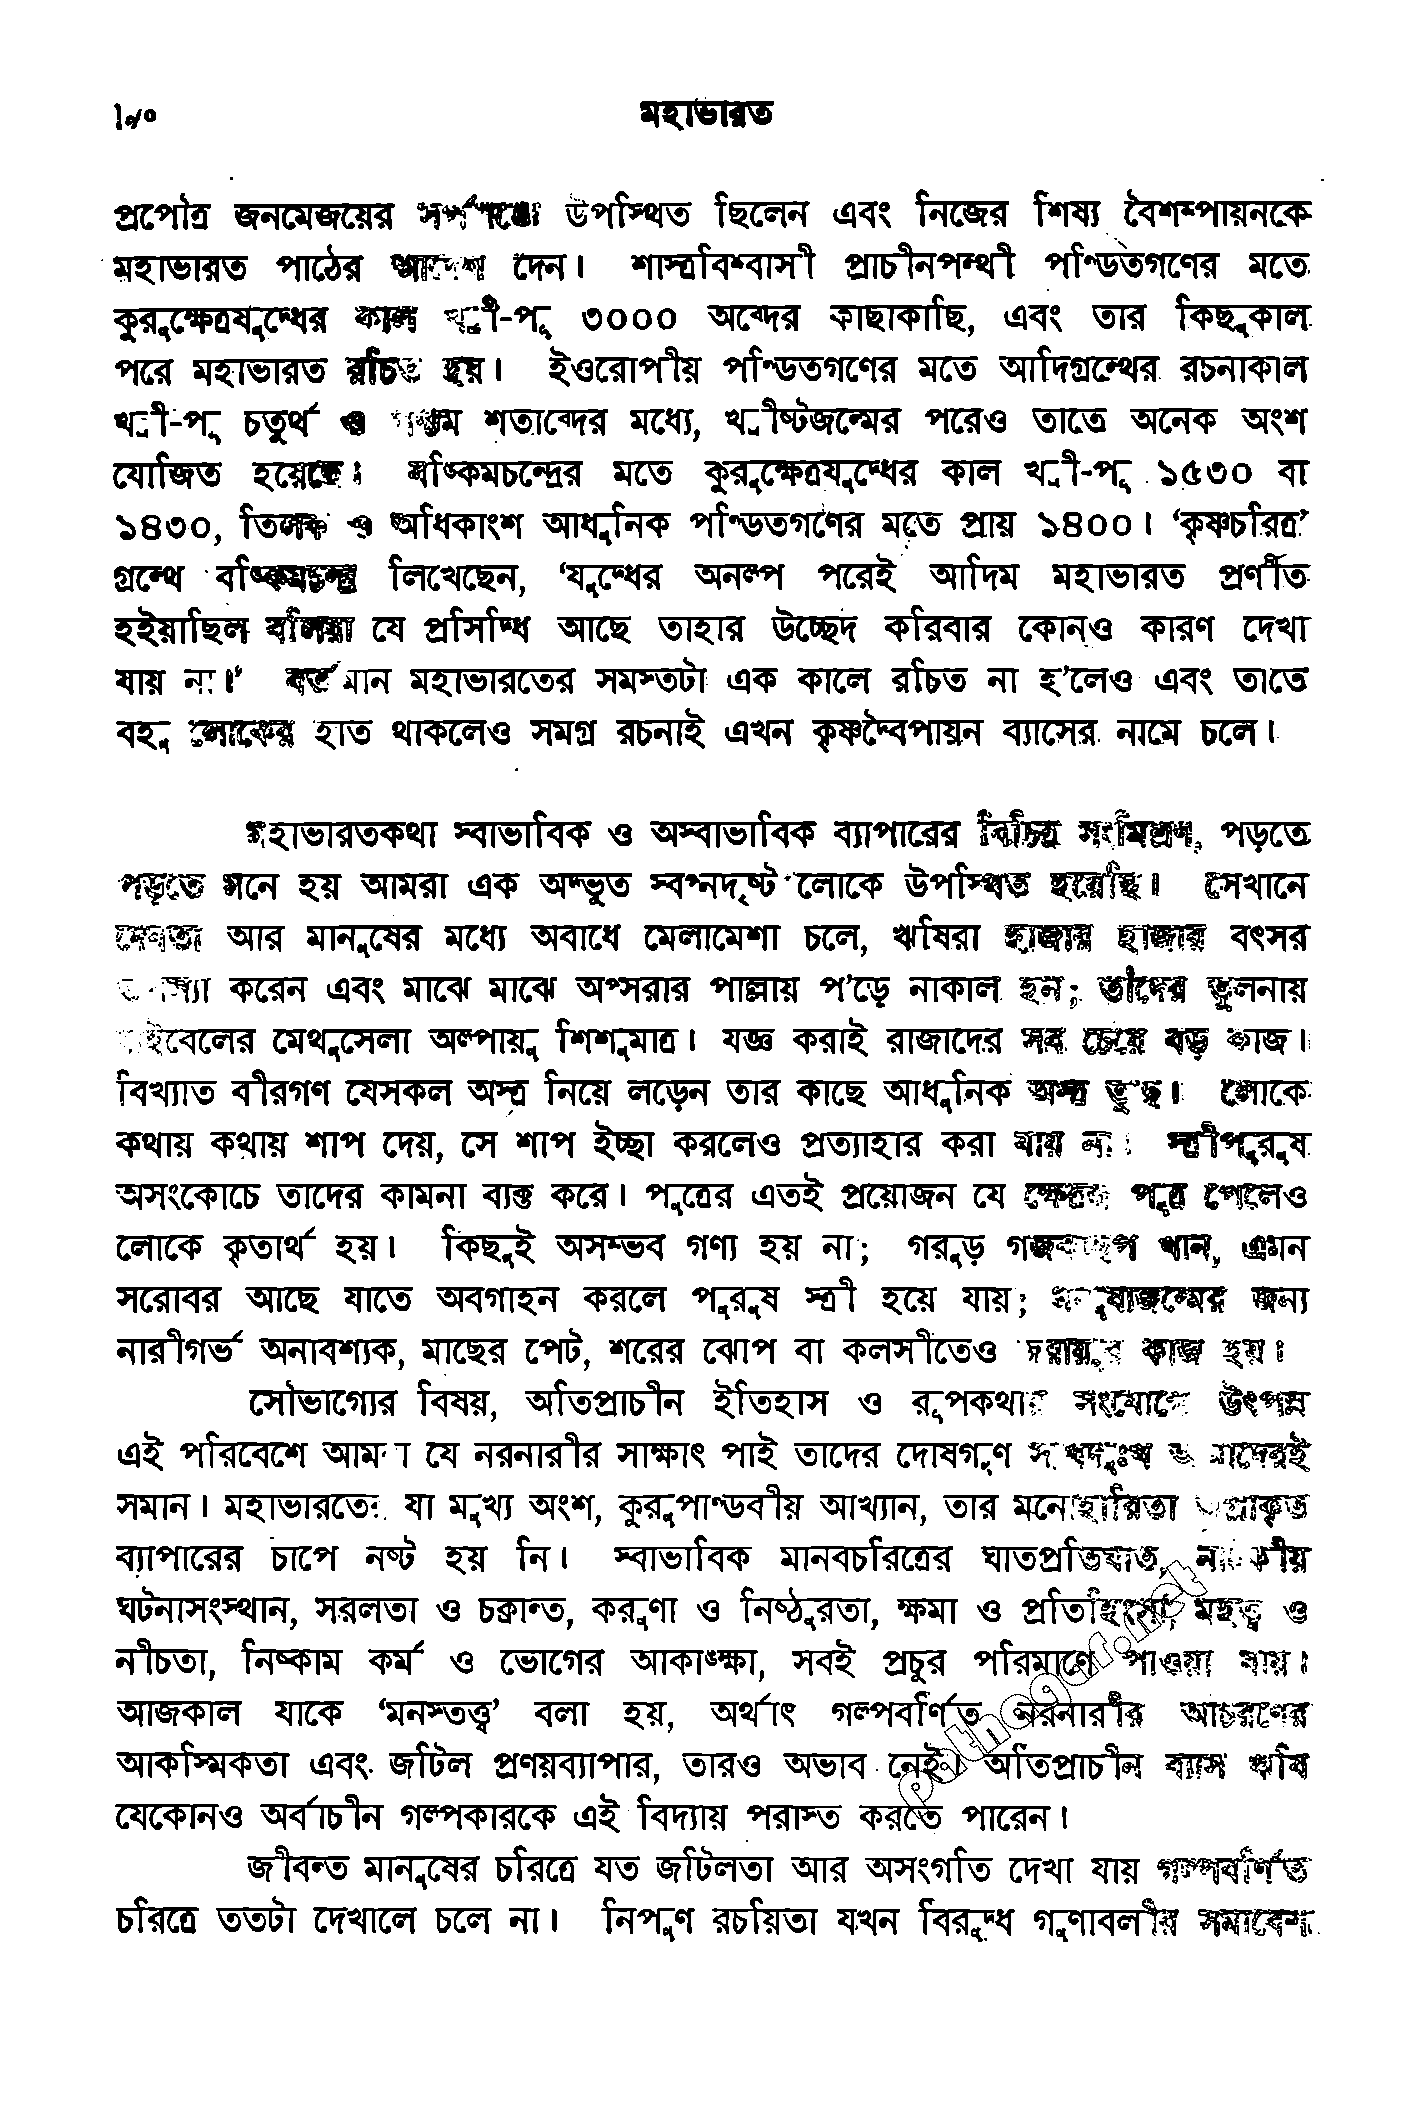 ৷৵০ মহাভারত
প্রপৌত্র জনমেজয়ের সর্পসত্রে উপস্থিত ছিলেন এবং নিজের শিষ্য বৈশম্পায়নকে
মহাভারত পাঠের আদেশ দেন। শাস্ত্রবিশ্বাসী প্রাচীনপন্থী পণ্ডিতগণের মতে
কুরুক্ষেত্রযুদ্ধের কাল খ্রী-পূ ৩০০০ অব্দের কাছাকাছি, এবং তার কিছুকাল
পরে মহাভারত রচিত হয়। ইওরোপীয় পণ্ডিতগণের মতে আদিগ্রন্থের রচনাকাল
খ্রী-পূ চতুর্থ ও পঞ্চম শতাব্দের মধ্যে, খ্রীষ্টজন্মের পরেও তাতে অনেক অংশ
যোজিত হয়েছে। বঙ্কিমচন্দ্রের মতে কুরুক্ষেত্রযুদ্ধের কাল খ্রী-পূ ১৫৩০ বা
১৪৩০, তিলক ও অধিকাংশ আধুনিক পণ্ডিতগণের মতে প্রায় ১৪০০। ‘কৃষ্ণচরিত্র’
গ্রন্থে বঙ্কিমচন্দ্র লিখেছেন, ‘যুদ্ধের অনল্প পরেই আদিম মহাভারত প্রণীত
হইয়াছিল বলিয়া যে প্রসিদ্ধি আছে তাহার উচ্ছেদ করিবার কোনও কারণ দেখা
যায় না।’ বর্তমান মহাভারতের সমস্তটা এক কালে রচিত না হ’লেও এবং তাতে
বহু লোকের হাত থাকলেও সমগ্র রচনাই এখন কৃষ্ণদ্বৈপায়ন ব্যাসের নামে চলে।
মহাভারতকথা স্বাভাবিক ও অস্বাভাবিক ব্যাপারের বিচিত্র সংমিশ্রণ, পড়তে
পড়তে মনে হয় আমরা এক অদ্ভুত স্বপ্নদৃষ্ট লোকে উপস্থিত হয়েছি। সেখানে
দেবতা আর মানুষের মধ্যে অবাধে মেলামেশা চলে, ঋষিরা হাজার হাজার বৎসর
তপস্যা করেন এবং মাঝে মাঝে অপ্সরার পাল্লায় প’ড়ে নাকাল হন; তাঁদের তুলনায়
বাইবেলের মেথুসেলা অল্পায়ু শিশুমাত্র। যজ্ঞ করাই রাজাদের সব চেয়ে বড় কাজ।
বিখ্যাত বীরগণ যেসকল অস্ত্র নিয়ে লড়েন তার কাছে আধুনিক অস্ত্র তুচ্ছ। লোকে
কথায় কথায় শাপ দেয়, সে শাপ ইচ্ছা করলেও প্রত্যাহার করা যায় না। স্ত্রীপুরুষ
অসংকোচে তাদের কামনা ব্যক্ত করে। পুত্রের এতই প্রয়োজন যে ক্ষেত্রজ পুত্র পেলেও
লোকে কৃতার্থ হয়। কিছুই অসম্ভব গণ্য হয় না; গরুড় গজকচ্ছপ খান, এমন
সরোবর আছে যাতে অবগাহন করলে পুরুষ স্ত্রী হয়ে যায়; মনুষ্যজন্মের জন্য
নারীগর্ভ অনাবশ্যক, মাছের পেট, শরের ঝোপ বা কলসীতেও জরায়ুর কাজ হয়।
সৌভাগ্যের বিষয়, অতিপ্রাচীন ইতিহাস ও রূপকথার সংযোগে উৎপন্ন
এই পরিবেশে আমরা যে নরনারীর সাক্ষাৎ পাই তাদের দোষগুণ সুখদুঃখ আমাদেরই
সমান। মহাভারতের যা মুখ্য অংশ, কুরুপাণ্ডবীয় আখ্যান, তার মনোহারিতা অপ্রাকৃত
ব্যাপারের চাপে নষ্ট হয় নি। স্বাভাবিক মানবচরিত্রের ঘাতপ্রতিঘাত, নাটকীয়
ঘটনাসংস্থান, সরলতা ও চক্রান্ত, করুণা ও নিষ্ঠুরতা, ক্ষমা ও প্রতিহিংসা, মহত্ত্ব ও
নীচতা, নিষ্কাম কর্ম ও ভোগের আকাঙ্ক্ষা, সবই প্রচুর পরিমাণে পাওয়া যায়।
আজকাল যাকে ‘মনস্তত্ত্ব’ বলা হয়, অর্থাৎ গল্পবর্ণিত নরনারীর আচরণের
আকস্মিকতা এবং জটিল প্রণয়ব্যাপার, তারও অভাব নেই। অতিপ্রাচীন ব্যাস ঋষি
যেকোনও অর্বাচীন গল্পকারকে এই বিদ্যায় পরাস্ত করতে পারেন।
জীবন্ত মানুষের চরিত্রে যত জটিলতা আর অসংগতি দেখা যায় গল্পবর্ণিত
চরিত্রে ততটা দেখালে চলে না। নিপুণ রচয়িতা যখন বিরুদ্ধ গুণাবলীর সমাবেশ
pathagar.net